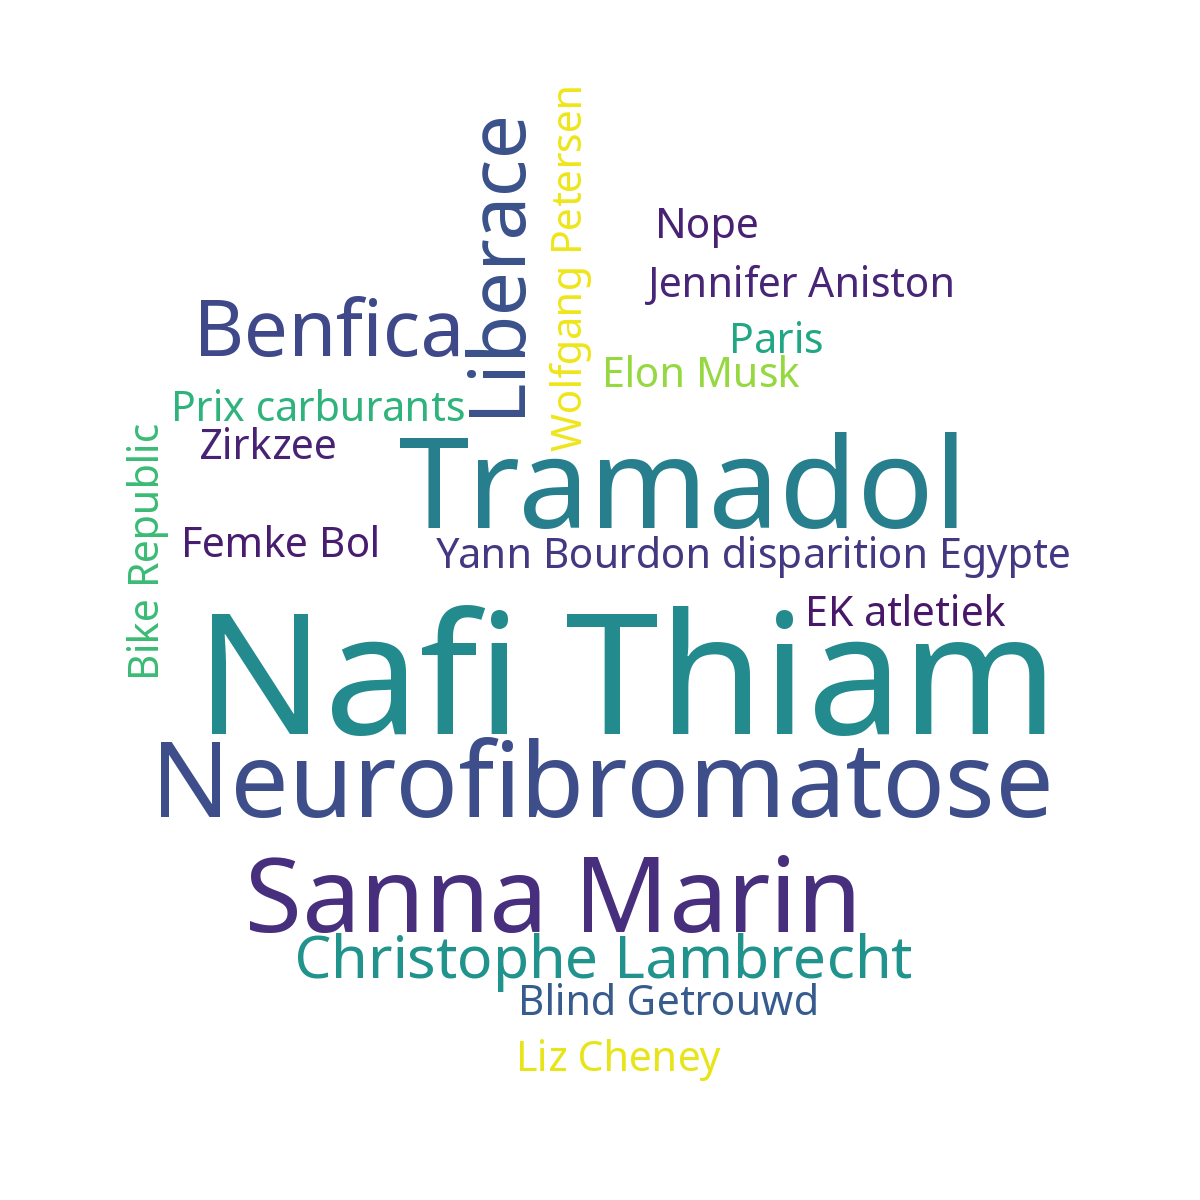 Liberace
Wolfgang Petersen
Nope
Jennifer Aniston
Benfica
Paris
Elon Musk
Prix carburants
Zirkzee
Tramadol
Bike Republic
Femke Bol
Yann Bourdon disparition Egypte
EK atletiek
Nafi Thiam
Neurofibromatose
Sanna Marin
Christophe Lambrecht
Blind Getrouwd
Liz Cheney